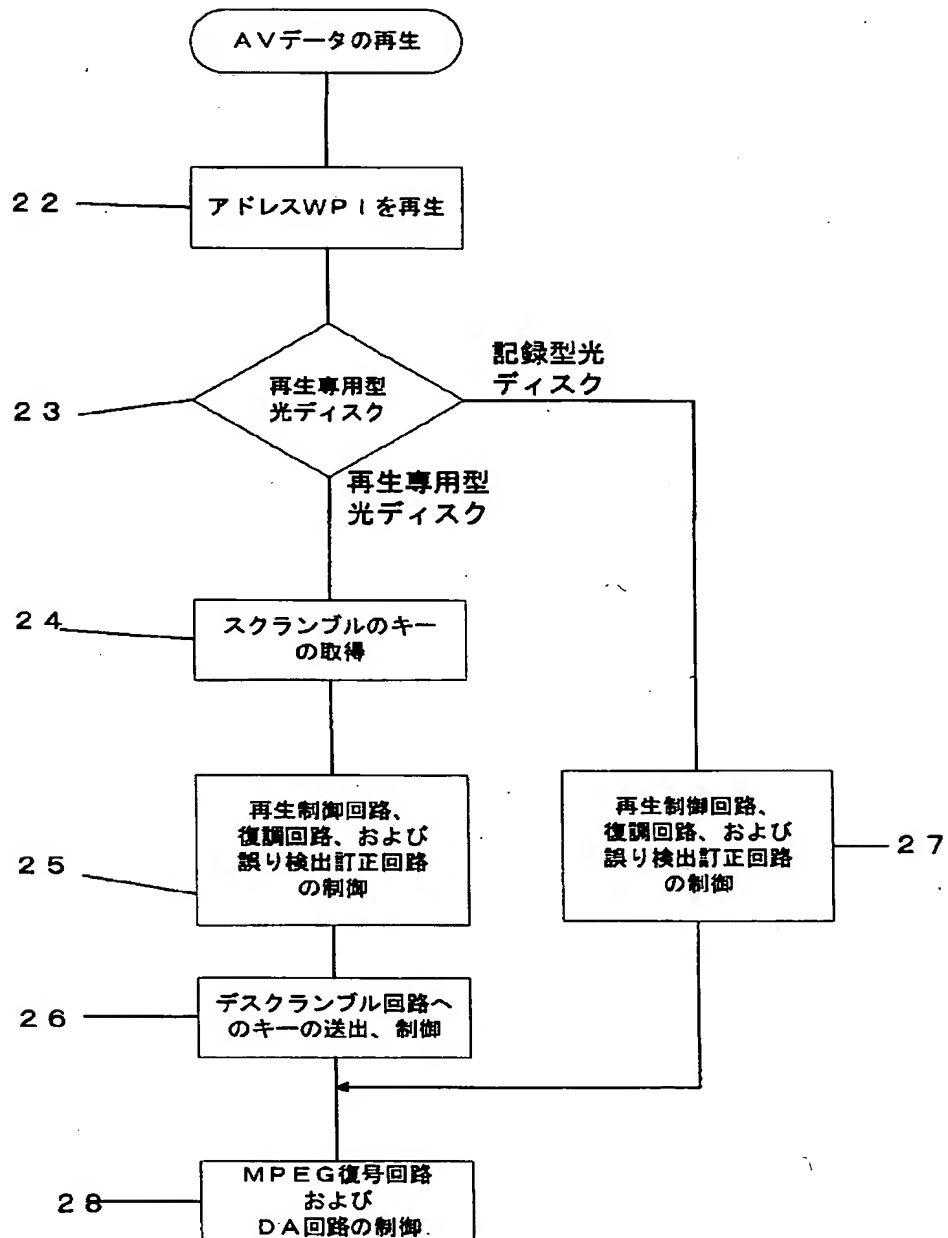 AVデータの再生
22
アドレスWPIを再生
23
再生専用型
光ディスク
記録型光
ディスク
再生専用型
光ディスク
24
スクランブルのキー
の取得
25
再生制御回路、
復調回路、および
誤り検出訂正回路
の制御
再生制御回路、
復調回路、および
誤り検出訂正回路
の制御
27
26
デスクランブル回路へ
のキーの送出、制御
28
MPEG復号回路
および
DA回路の制御